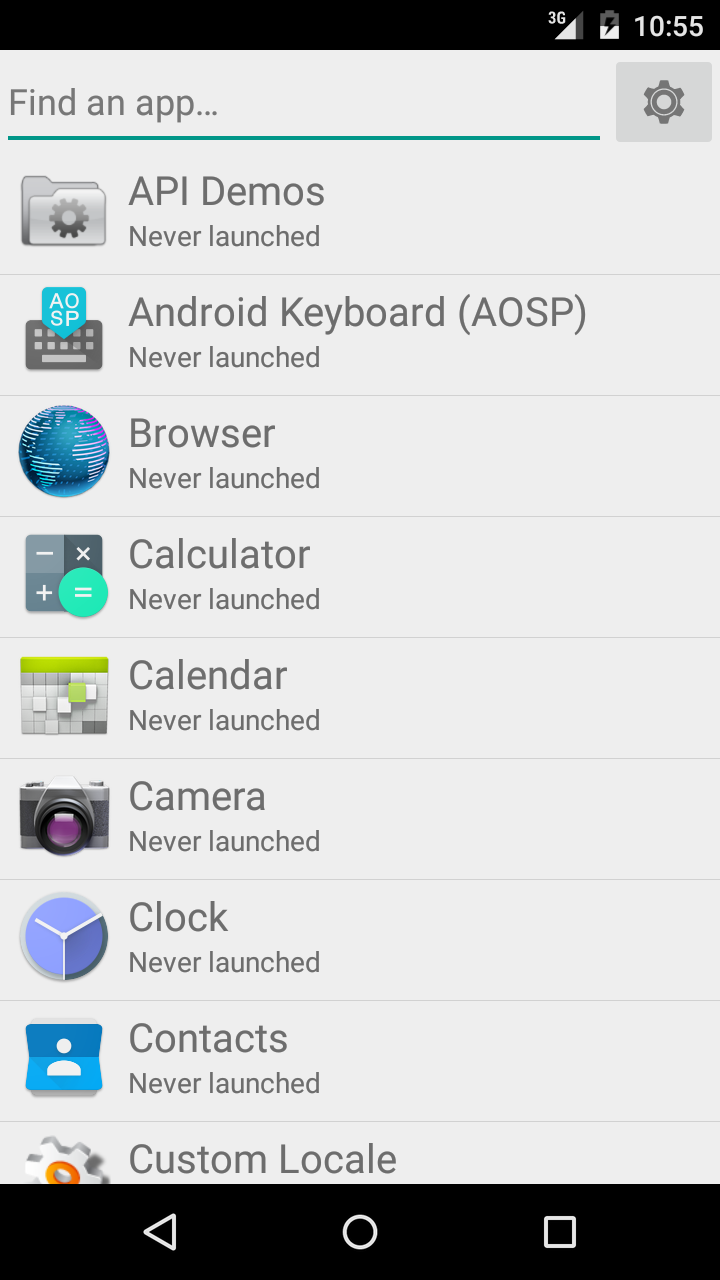 3G 10:55
Find an app...
API Demos
Never launched
AO
SP
Android Keyboard (AOSP)
Never launched
Browser
Never launched
Calculator
Never launched
Calendar
Never launched
Camera
Never launched
Clock
Never launched
Contacts
Never launched
Custom Locale